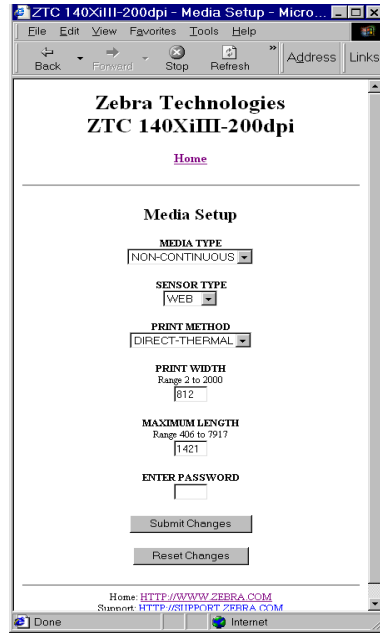 ZTC 140XiIII-200dpi - Media Setup - Micro...
File Edit View Favorites Tools Help
Back Forward Stop Refresh » Address Links
Zebra Technologies
ZTC 140XiIII-200dpi
Home
Media Setup
MEDIA TYPE
NON-CONTINUOUS
SENSOR TYPE
WEB
PRINT METHOD
DIRECT-THERMAL
PRINT WIDTH
Range 2 to 2000
812
MAXIMUM LENGTH
Range 406 to 7917
1421
ENTER PASSWORD
Submit Changes
Reset Changes
Home: HTTP://WWW.ZEBRA.COM
Support: HTTP://SUPPORT.ZEBRA.COM
Done Internet